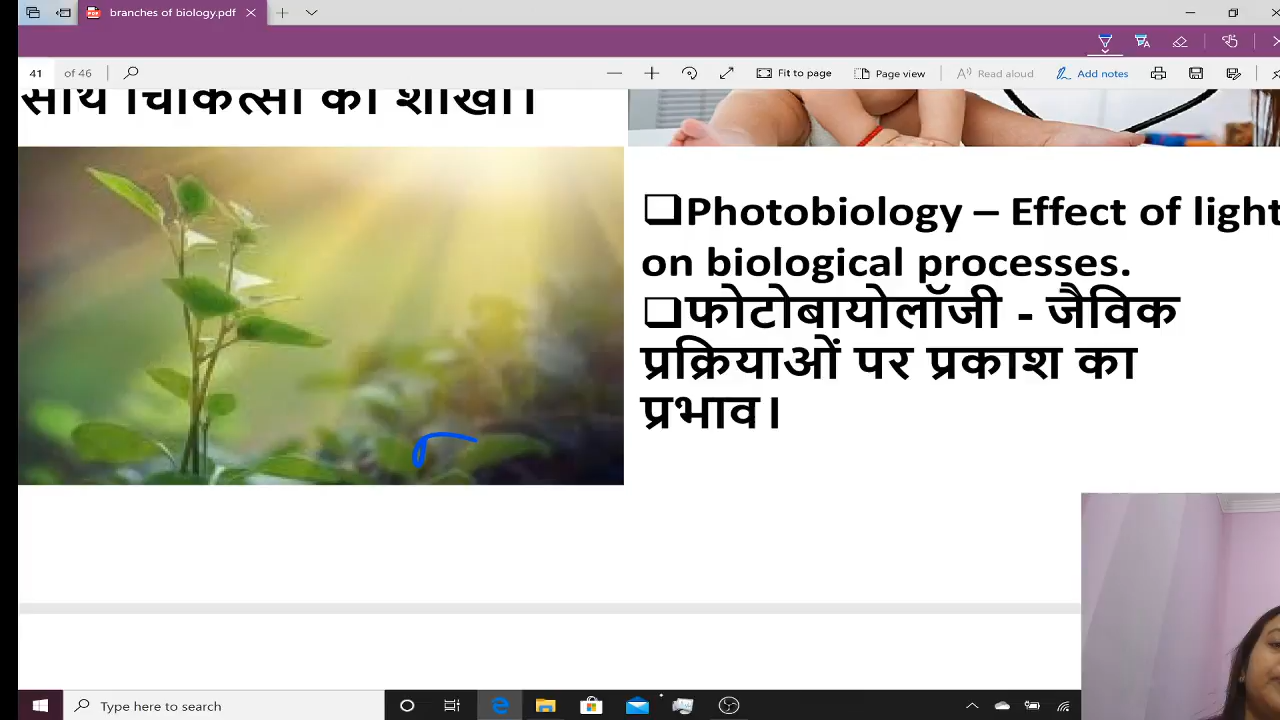 branches of biology.pdf
41 of 46 Fit to page Page view Read aloud Add notes
साथ चिकित्सा की शाखा।
Photobiology – Effect of light
on biological processes.
फोटोबायोलॉजी - जैविक
प्रक्रियाओं पर प्रकाश का
प्रभाव।
Type here to search